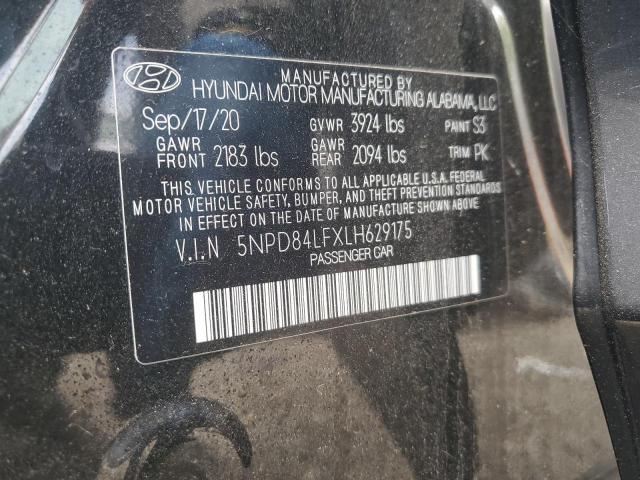 MANUFACTURED BY
HYUNDAI MOTOR MANUFACTURING ALABAMA, LLC
Sep/17/20 GVWR 3924 lbs PAINT S3
GAWR FRONT 2183 lbs GAWR REAR 2094 lbs TRIM PK
THIS VEHICLE CONFORMS TO ALL APPLICABLE U.S.A. FEDERAL
MOTOR VEHICLE SAFETY, BUMPER, AND THEFT PREVENTION STANDARDS
IN EFFECT ON THE DATE OF MANUFACTURE SHOWN ABOVE.
V.I.N 5NPD84LFXLH629175
PASSENGER CAR